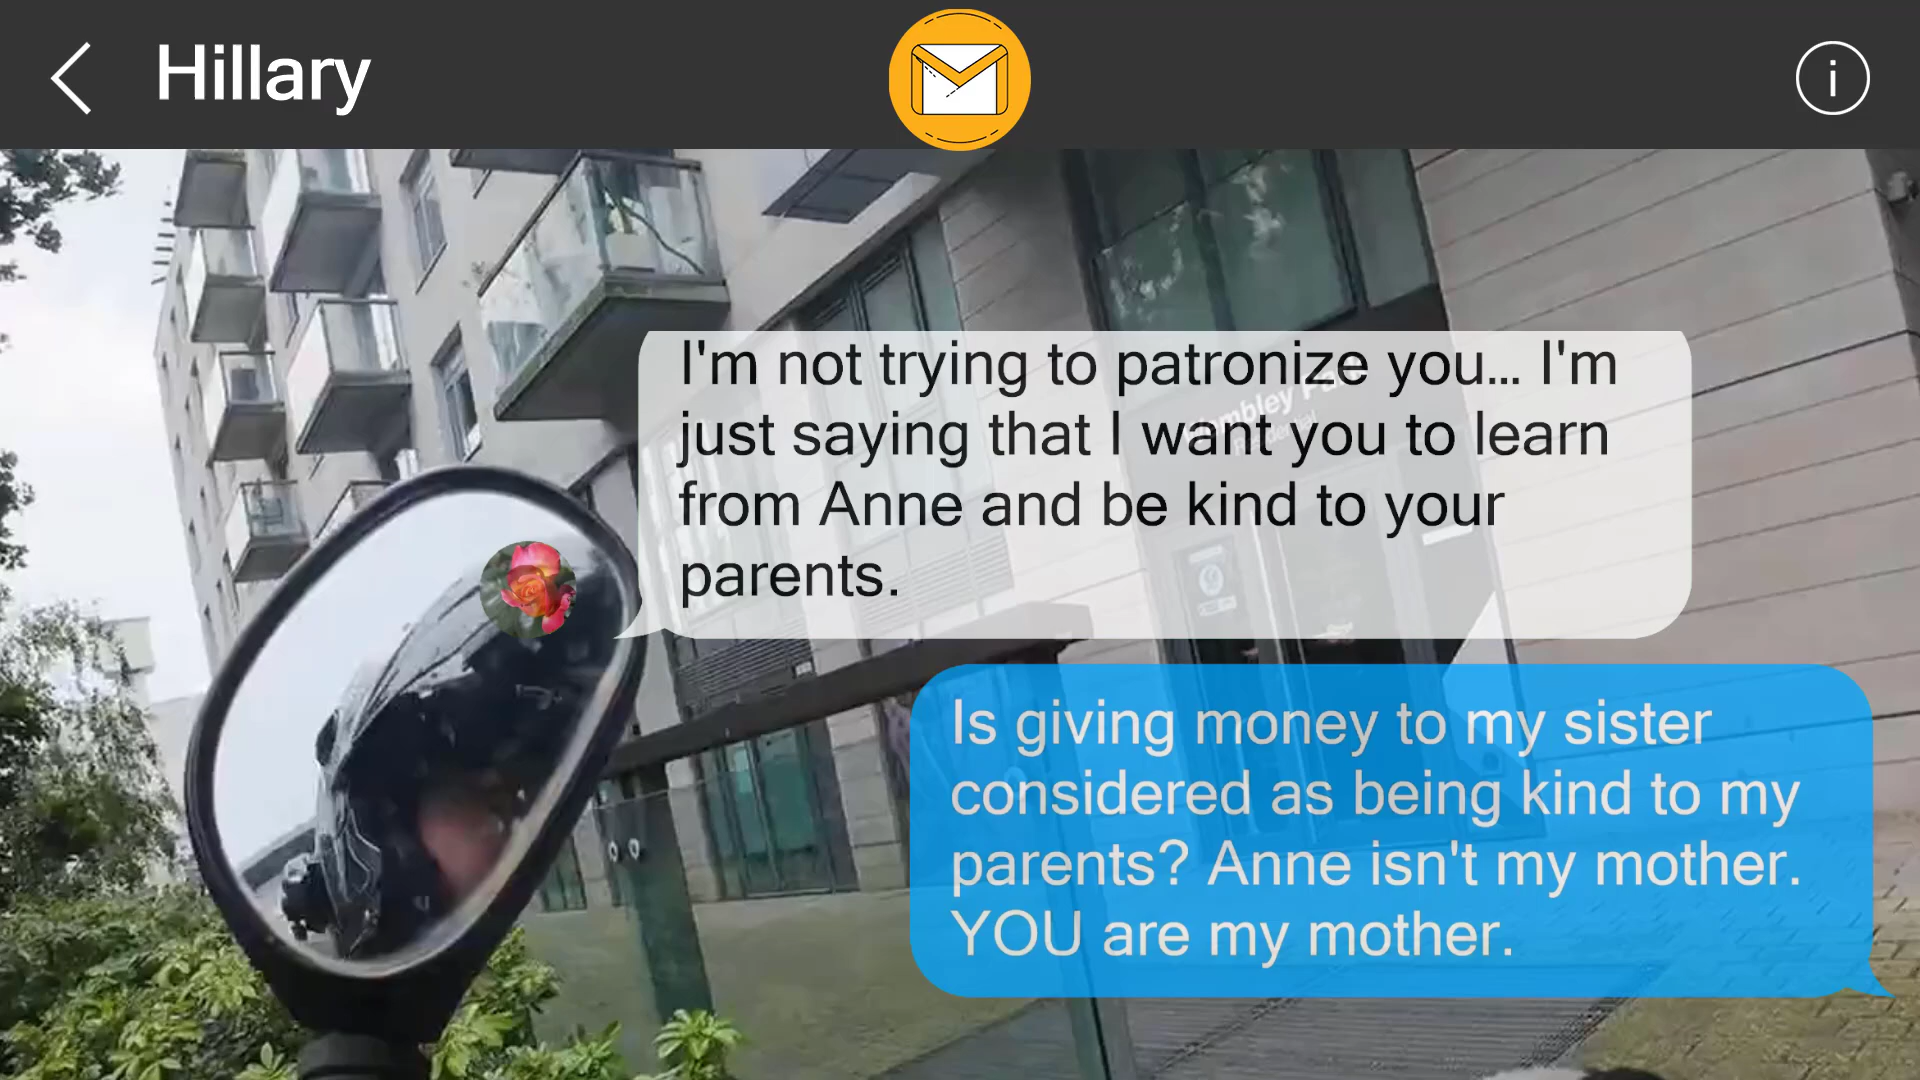 Hillary
i
I'm not trying to patronize you... I'm
just saying that I want you to learn
from Anne and be kind to your
parents.
Is giving money to my sister
considered as being kind to my
parents? Anne isn't my mother.
YOU are my mother.